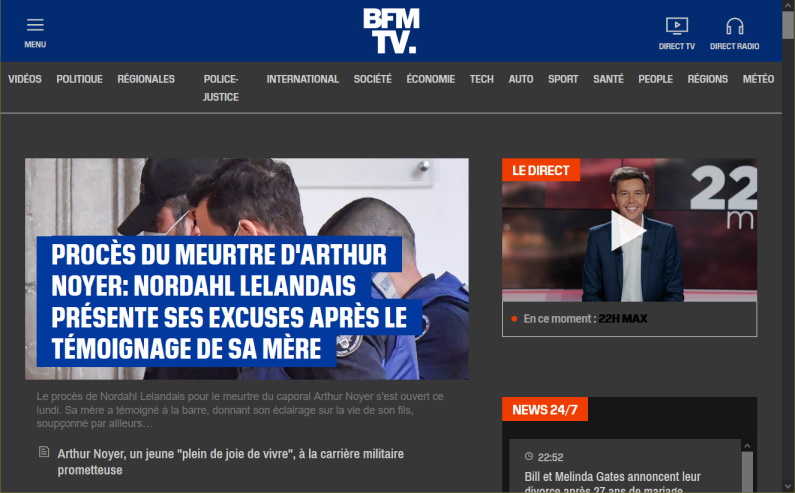 MENU
BFM
TV.
DIRECT TV
DIRECT RADIO
VIDÉOS
POLITIQUE
RÉGIONALES
POLICE-
JUSTICE
INTERNATIONAL
SOCIÉTÉ
ÉCONOMIE
TECH
AUTO
SPORT
SANTÉ
PEOPLE
RÉGIONS
MÉTÉO
PROCÈS DU MEURTRE D'ARTHUR
NOYER: NORDAHL LELANDAIS
PRÉSENTE SES EXCUSES APRÈS LE
TÉMOIGNAGE DE SA MÈRE
Le procès de Nordahl Lelandais pour le meurtre du caporal Arthur Noyer s'est ouvert ce
lundi. Sa mère a témoigné à la barre, donnant son éclairage sur la vie de son fils,
soupçonné par ailleurs…
Arthur Noyer, un jeune "plein de joie de vivre", à la carrière militaire
prometteuse
LE DIRECT
22
m
En ce moment : 22H MAX
NEWS 24/7
22:52
Bill et Melinda Gates annoncent leur
divorce après 27 ans de mariage